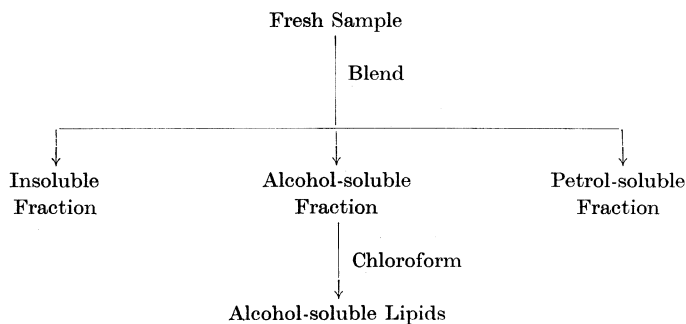 Fresh Sample
Blend
Insoluble
Fraction
Alcohol-soluble
Fraction
Petrol-soluble
Fraction
Chloroform
Alcohol-soluble Lipids